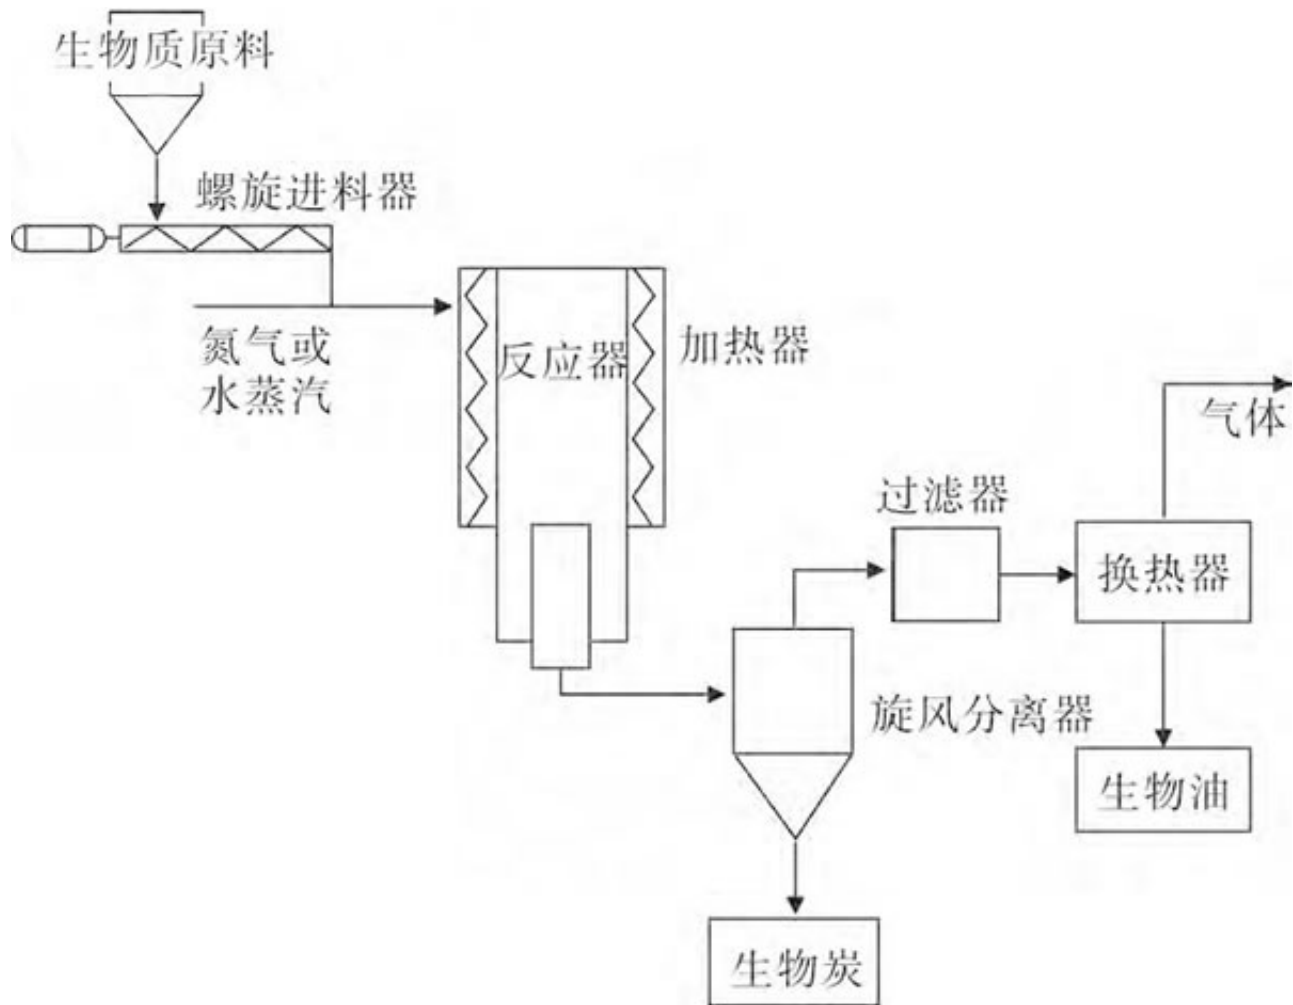 生物质原料
螺旋进料器
氮气或
水蒸汽
反应器
加热器
气体
过滤器
换热器
旋风分离器
生物油
生物炭